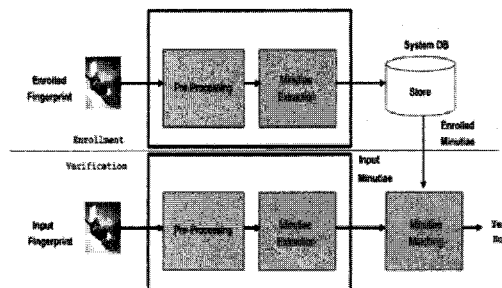 System DB
Enrolled
Fingerprint
Pre-Processing
Minutiae
Extraction
Store
Enrollment
Enrolled
Minutiae
Verification
Input
Minutiae
Input
Fingerprint
Pre-Processing
Minutiae
Extraction
Minutiae
Matching
No